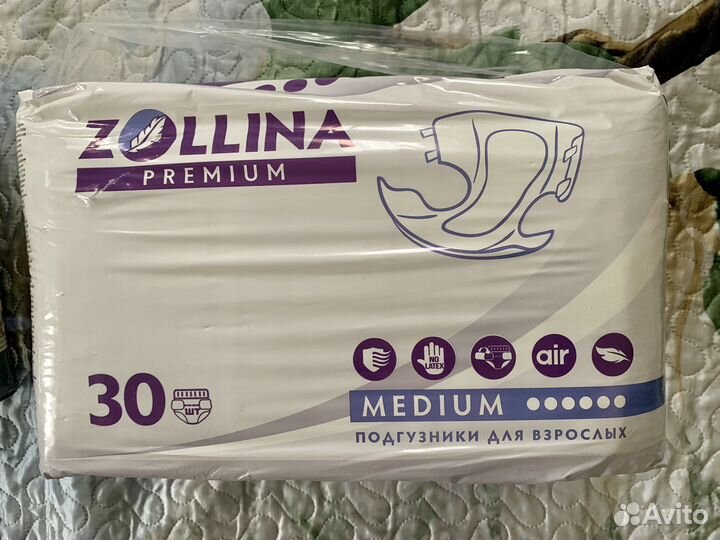 ZOLLINA
PREMIUM
NO LATEX
air
30 ШТ
MEDIUM
ПОДГУЗНИКИ ДЛЯ ВЗРОСЛЫХ
Avito